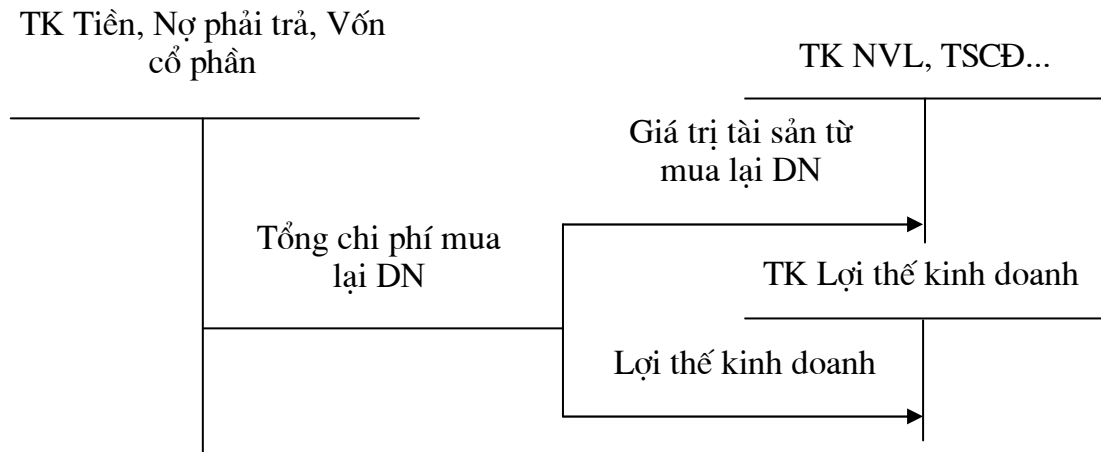 TK Tiền, Nợ phải trả, Vốn
cổ phần
TK NVL, TSCĐ...
Giá trị tài sản từ
mua lại DN
Tổng chi phí mua
lại DN
TK Lợi thế kinh doanh
Lợi thế kinh doanh